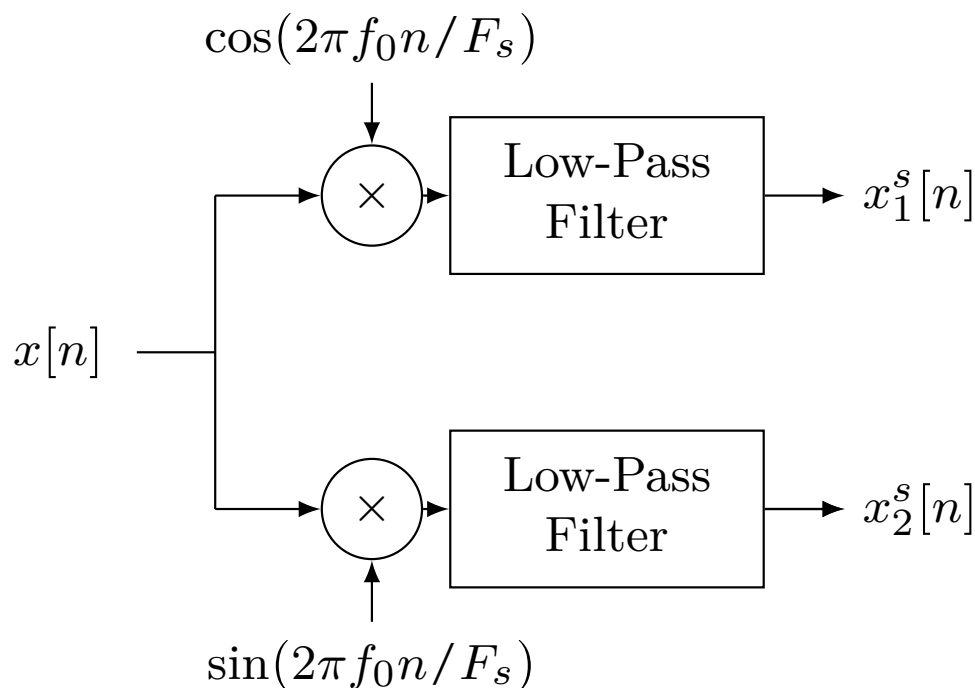 cos(2πf₀n/Fₛ)
×
Low-Pass
Filter
x₁ˢ[n]
x[n]
×
Low-Pass
Filter
x₂ˢ[n]
sin(2πf₀n/Fₛ)